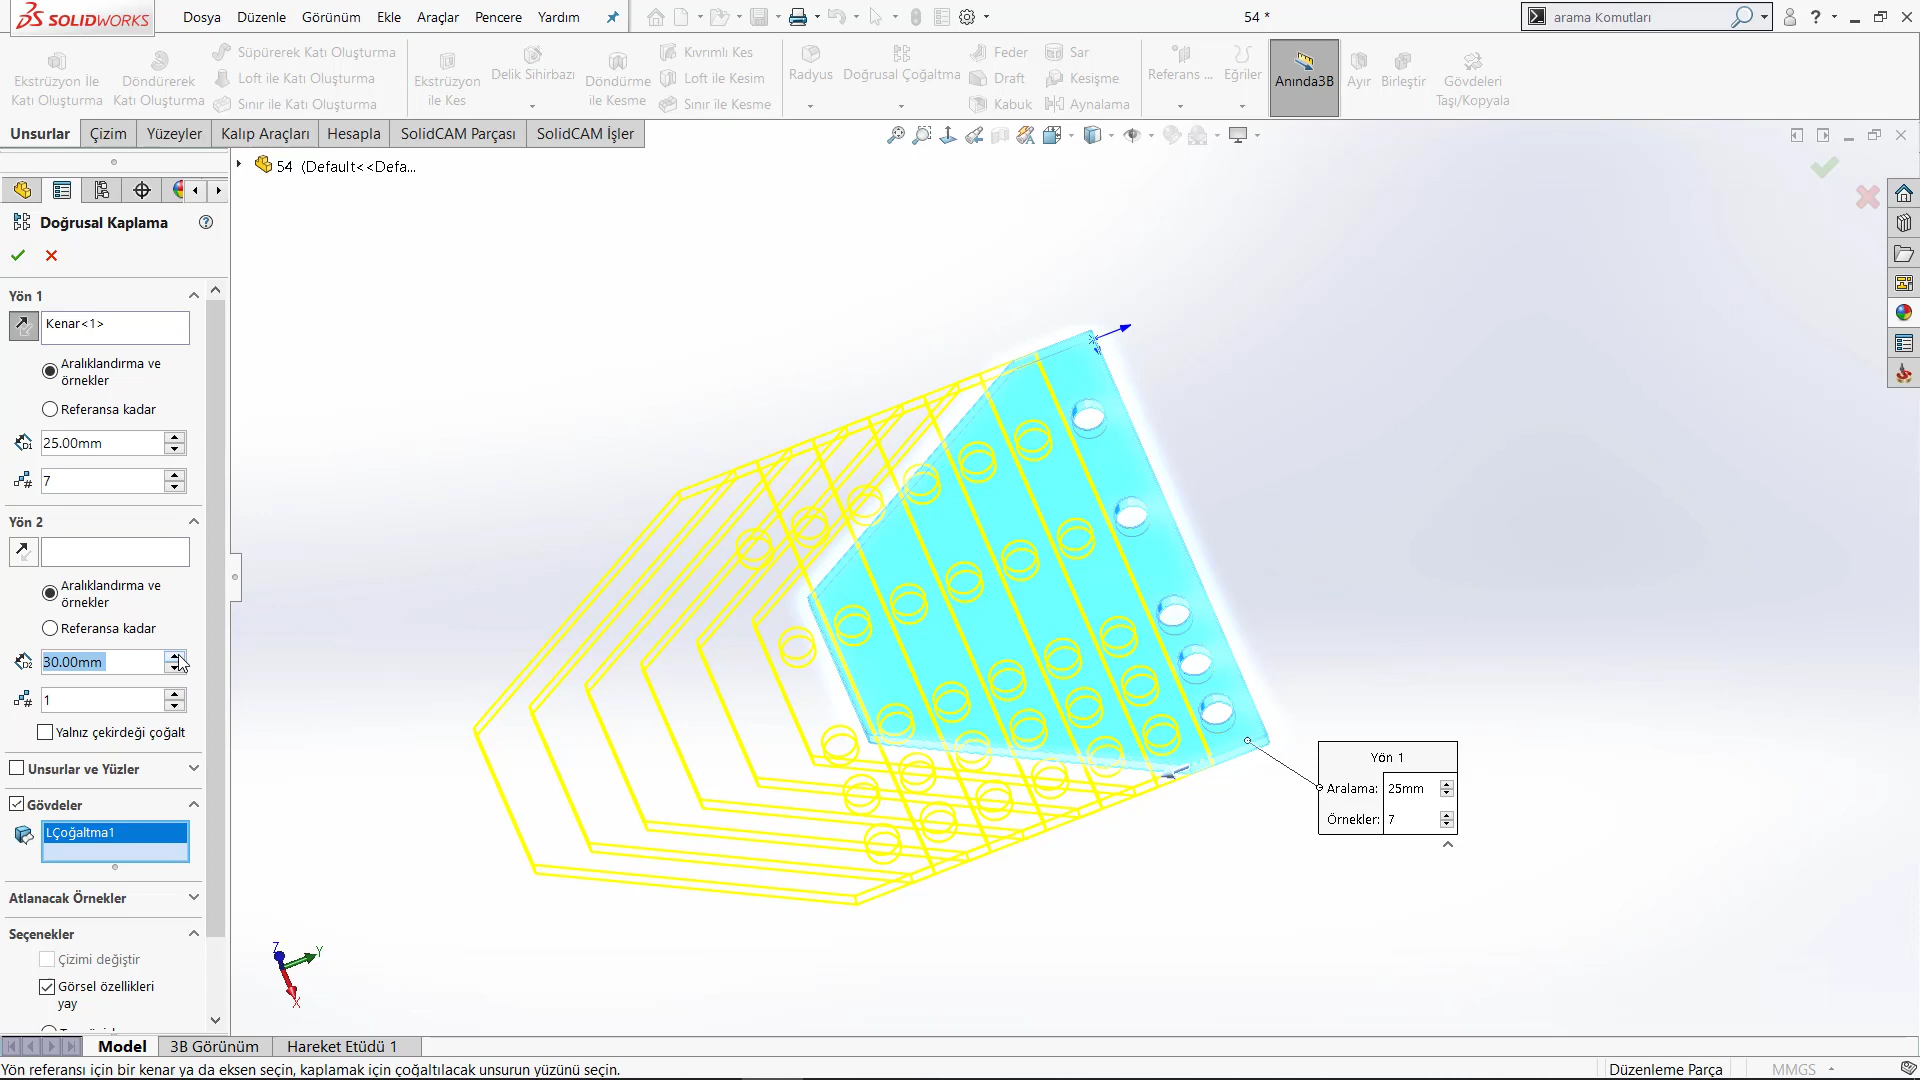 SOLIDWORKS
Dosya Düzenle Görünüm Ekle Araçlar Pencere Yardım
54 *
arama Komutları
Ekstrüzyon İle Katı Oluşturma
Döndürerek Katı Oluşturma
Süpürerek Katı Oluşturma
Loft ile Katı Oluşturma
Sınır ile Katı Oluşturma
Ekstrüzyon ile Kes
Delik Sihirbazı
Döndürme ile Kesme
Kıvrımlı Kes
Loft ile Kesim
Sınır ile Kesme
Radyus
Doğrusal Çoğaltma
Feder
Draft
Kabuk
Sar
Kesişme
Aynalama
Referans ...
Eğriler
Anında3B
Ayır
Birleştir
Gövdeleri Taşı/Kopyala
Unsurlar Çizim Yüzeyler Kalıp Araçları Hesapla SolidCAM Parçası SolidCAM İşler
54 (Default<<Defa...
Doğrusal Kaplama
Yön 1
Kenar<1>
Aralıklandırma ve
örnekler
Referansa kadar
D1
25.00mm
#
7
Yön 2
Aralıklandırma ve
örnekler
Referansa kadar
D2
30.00mm
#
1
Yalnız çekirdeği çoğalt
Unsurlar ve Yüzler
Gövdeler
LÇoğaltma1
Atlanacak Örnekler
Seçenekler
Çizimi değiştir
Görsel özellikleri
yay
Yön 1
Aralama: 25mm
Örnekler: 7
Z
Y
X
Model 3B Görünüm Hareket Etüdü 1
Yön referansı için bir kenar ya da eksen seçin, kaplamak için çoğaltılacak unsurun yüzünü seçin.
Düzenleme Parça
MMGS